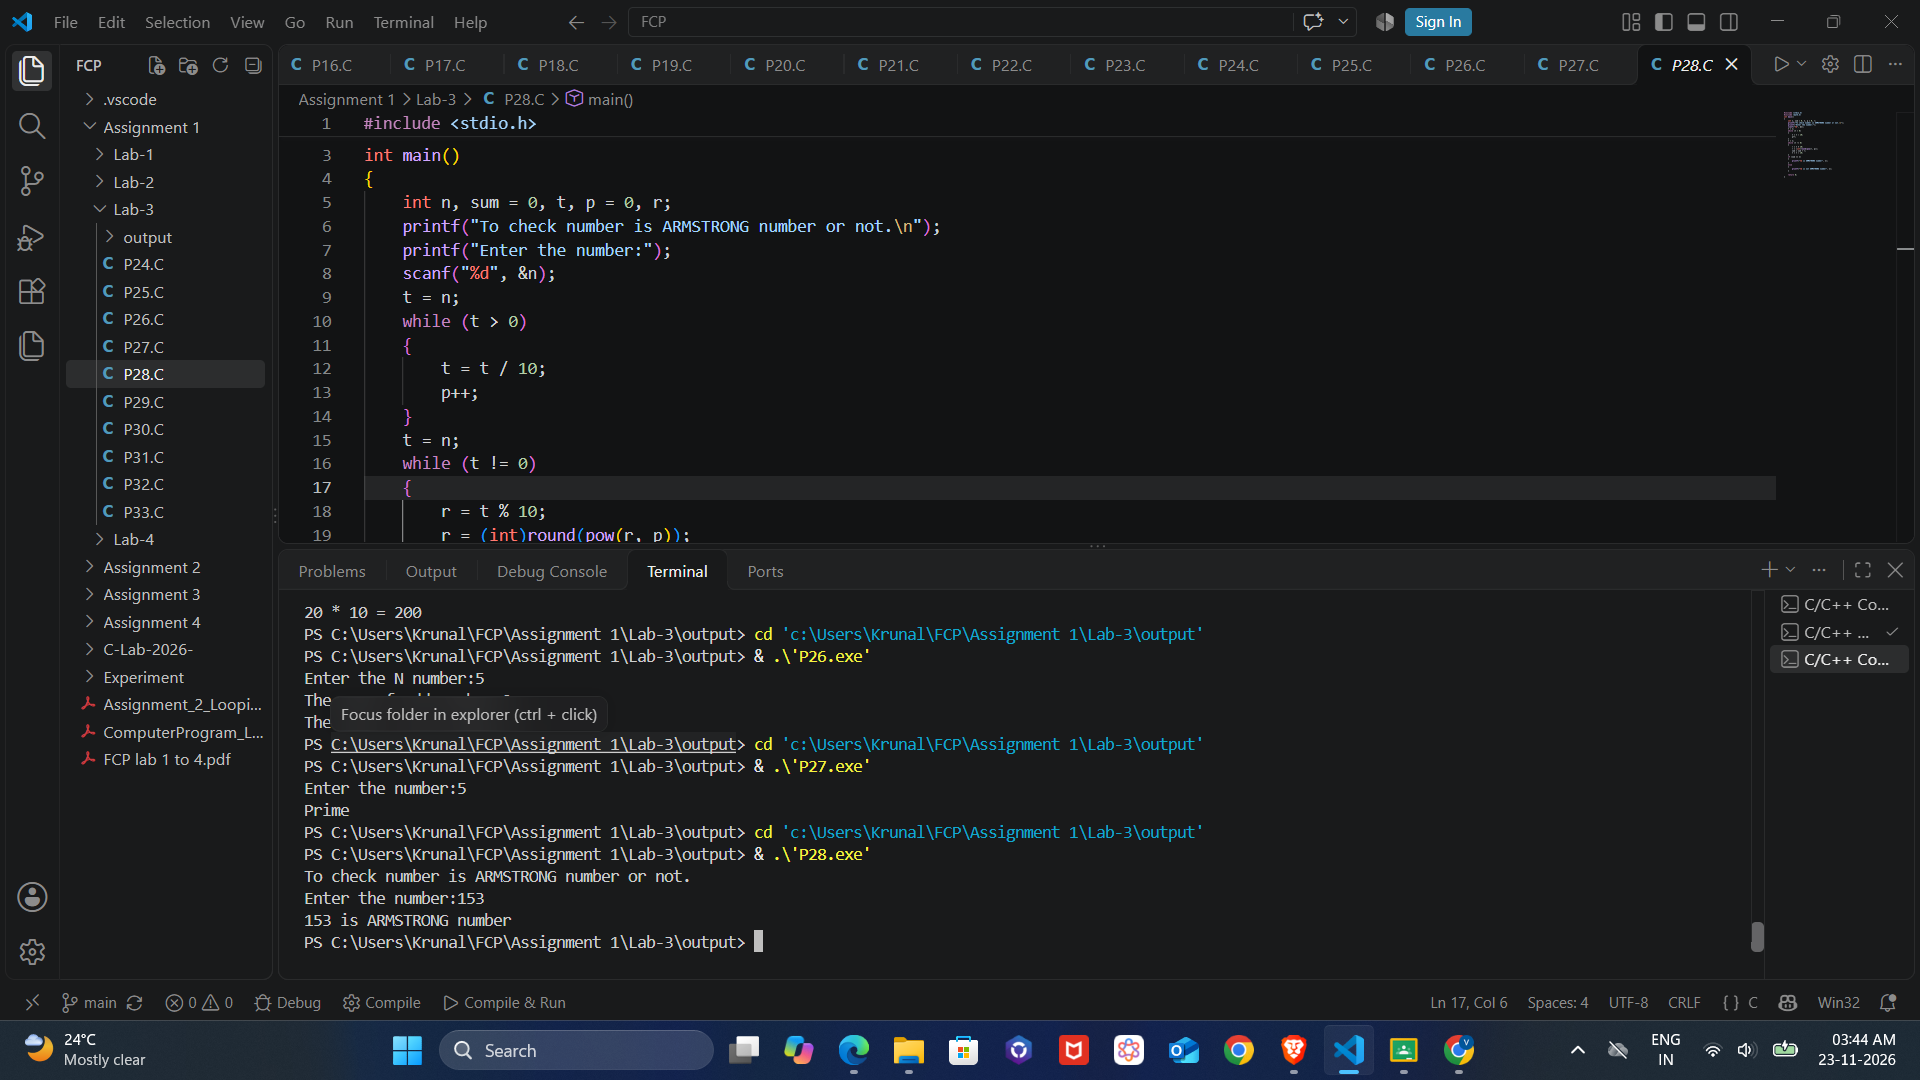 File Edit Selection View Go Run Terminal Help
FCP
Sign In
FCP
.vscode
Assignment 1
Lab-1
Lab-2
Lab-3
output
P24.C
P25.C
P26.C
P27.C
P28.C
P29.C
P30.C
P31.C
P32.C
P33.C
Lab-4
Assignment 2
Assignment 3
Assignment 4
C-Lab-2026-
Experiment
Assignment_2_Loopi...
ComputerProgram_L...
FCP lab 1 to 4.pdf
C P16.C C P17.C C P18.C C P19.C C P20.C C P21.C C P22.C C P23.C C P24.C C P25.C C P26.C C P27.C C P28.C
Assignment 1 > Lab-3 > C P28.C > main()
1 #include <stdio.h>
3 int main()
4 {
5 int n, sum = 0, t, p = 0, r;
6 printf("To check number is ARMSTRONG number or not.\n");
7 printf("Enter the number:");
8 scanf("%d", &n);
9 t = n;
10 while (t > 0)
11 {
12 t = t / 10;
13 p++;
14 }
15 t = n;
16 while (t != 0)
17 {
18 r = t % 10;
19 r = (int)round(pow(r, p));
Problems Output Debug Console Terminal Ports
20 * 10 = 200
PS C:\Users\Krunal\FCP\Assignment 1\Lab-3\output> cd 'c:\Users\Krunal\FCP\Assignment 1\Lab-3\output'
PS C:\Users\Krunal\FCP\Assignment 1\Lab-3\output> & .\'P26.exe'
Enter the N number:5
The
The
Focus folder in explorer (ctrl + click)
PS C:\Users\Krunal\FCP\Assignment 1\Lab-3\output> cd 'c:\Users\Krunal\FCP\Assignment 1\Lab-3\output'
PS C:\Users\Krunal\FCP\Assignment 1\Lab-3\output> & .\'P27.exe'
Enter the number:5
Prime
PS C:\Users\Krunal\FCP\Assignment 1\Lab-3\output> cd 'c:\Users\Krunal\FCP\Assignment 1\Lab-3\output'
PS C:\Users\Krunal\FCP\Assignment 1\Lab-3\output> & .\'P28.exe'
To check number is ARMSTRONG number or not.
Enter the number:153
153 is ARMSTRONG number
PS C:\Users\Krunal\FCP\Assignment 1\Lab-3\output>
C/C++ Co...
C/C++ ...
C/C++ Co...
main 0 0 Debug Compile Compile & Run
Ln 17, Col 6 Spaces: 4 UTF-8 CRLF { } C Win32
24°C
Mostly clear
Search
ENG
IN
03:44 AM
23-11-2026